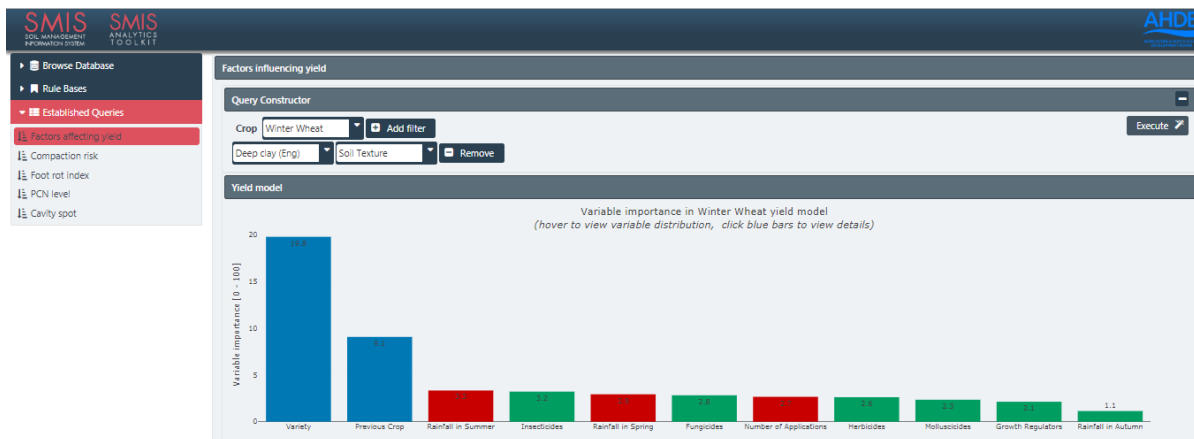 SMIS
SOIL MANAGEMENT
INFORMATION SYSTEM
SMIS
ANALYTICS
TOOLKIT
AHDB
Browse Database
Rule Bases
Established Queries
Factors affecting yield
Compaction risk
Foot rot index
PCN level
Cavity spot
Factors influencing yield
Query Constructor
Crop Winter Wheat Add filter
Execute
Deep clay (Eng) Soil Texture Remove
Yield model
Variable importance in Winter Wheat yield model
(hover to view variable distribution, click blue bars to view details)
Variable importance [0 - 100]
20
15
10
5
0
19.8
9.1
3.2
2.8
2.6
2.3
2.1
1.1
Variety
Previous Crop
Rainfall in Summer
Insecticides
Rainfall in Spring
Fungicides
Number of Applications
Herbicides
Molluscicides
Growth Regulators
Rainfall in Autumn